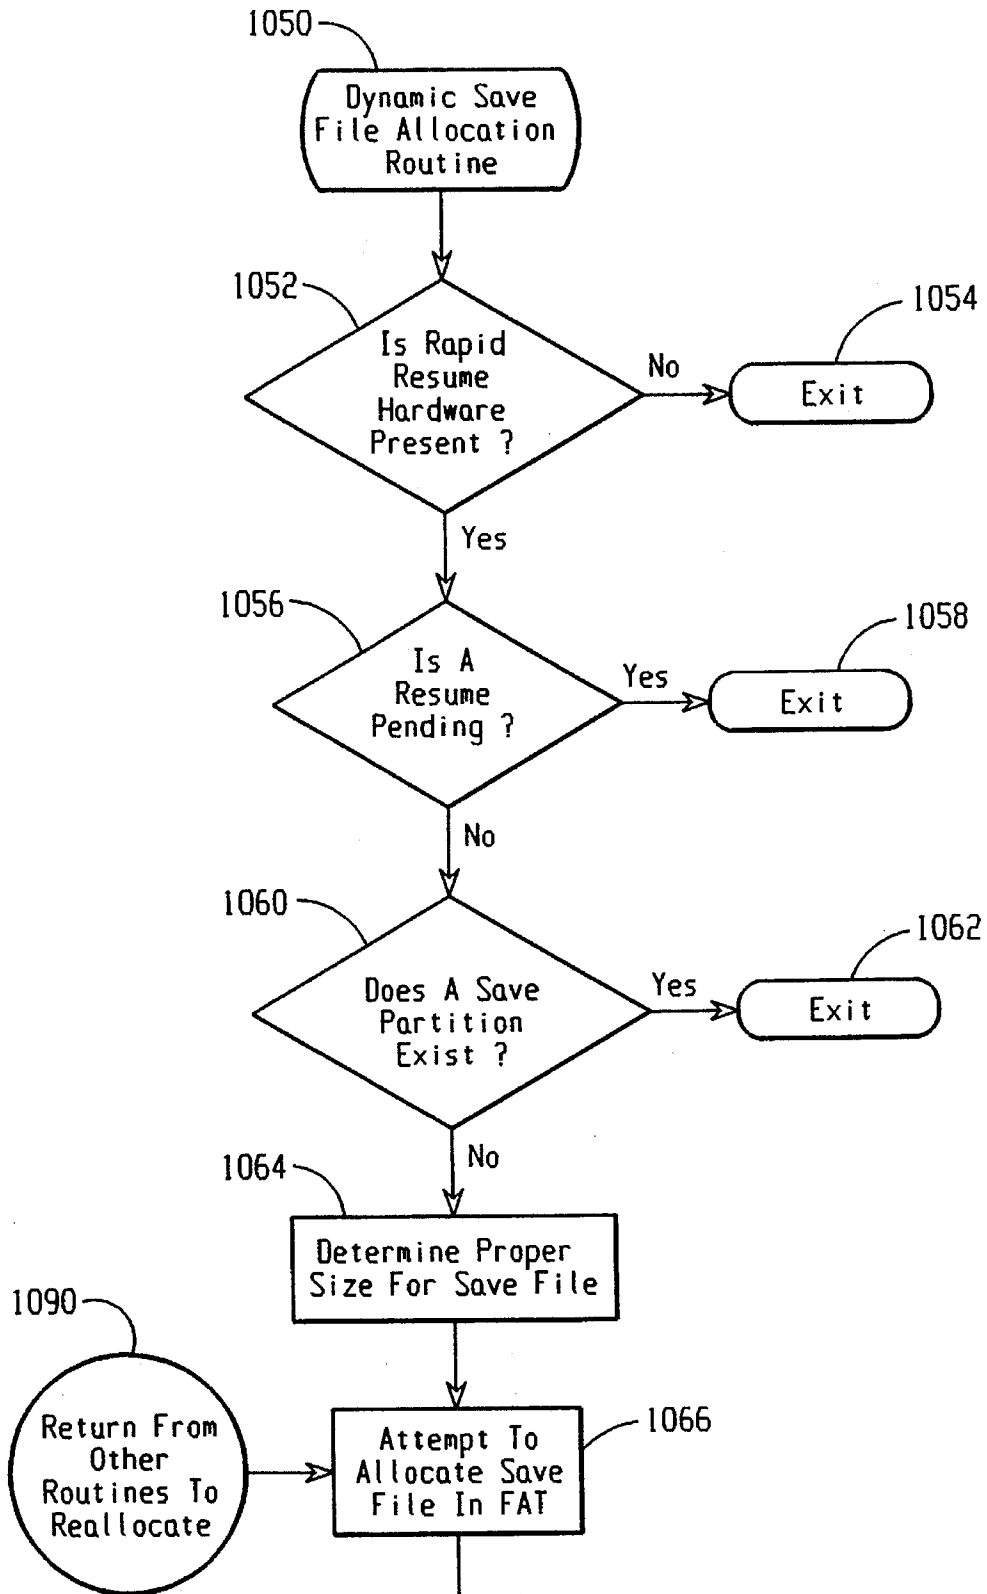 1050
Dynamic Save
File Allocation
Routine
1052
Is Rapid
Resume
Hardware
Present ?
No
1054
Exit
Yes
1056
Is A
Resume
Pending ?
Yes
1058
Exit
No
1060
Does A Save
Partition
Exist ?
Yes
1062
Exit
No
1064
Determine Proper
Size For Save File
1090
Return From
Other
Routines To
Reallocate
1066
Attempt To
Allocate Save
File In FAT